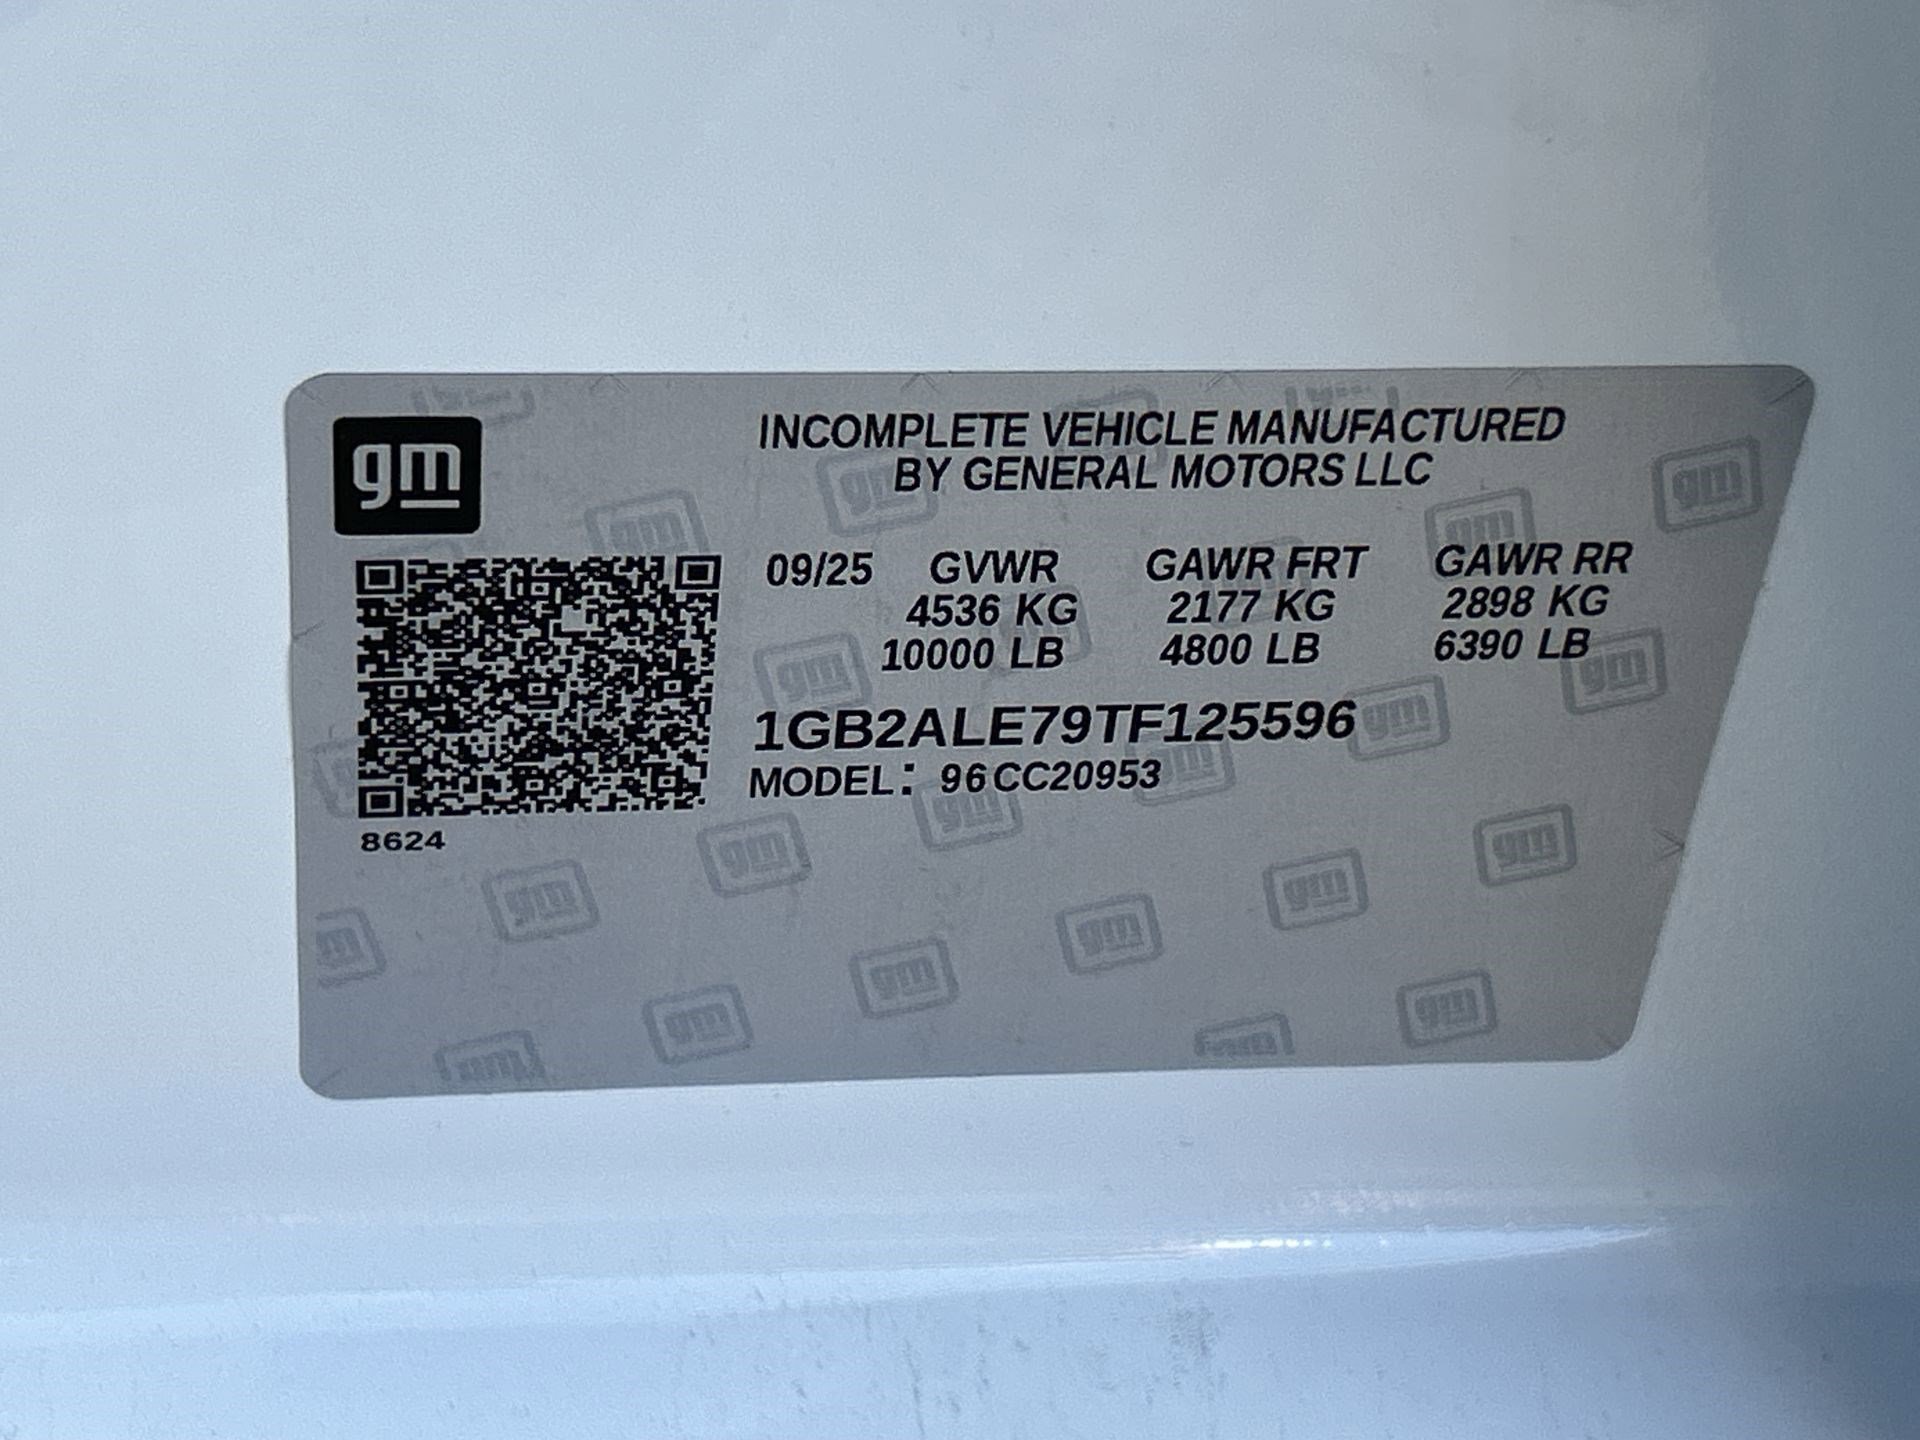 gm
INCOMPLETE VEHICLE MANUFACTURED
BY GENERAL MOTORS LLC
09/25 GVWR GAWR FRT GAWR RR
4536 KG 2177 KG 2898 KG
10000 LB 4800 LB 6390 LB
1GB2ALE79TF125596
MODEL: 96CC20953
8624